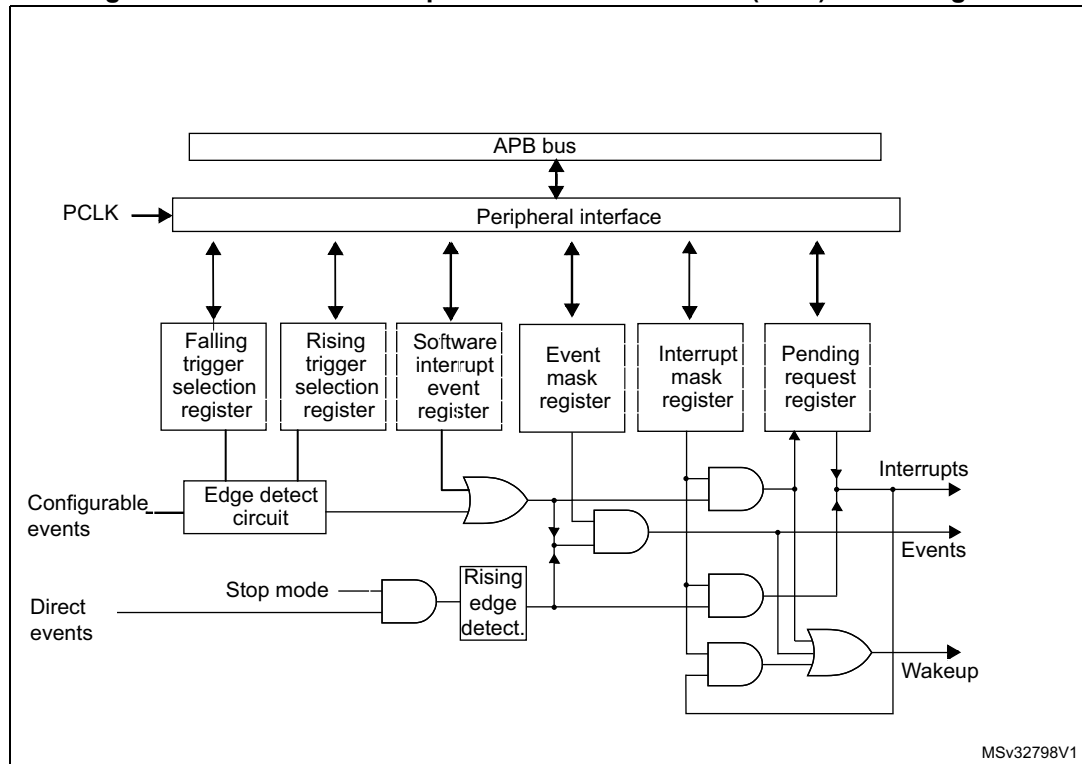 APB bus
PCLK
Peripheral interface
Falling
trigger
selection
register
Rising
trigger
selection
register
Software
interrupt
event
register
Event
mask
register
Interrupt
mask
register
Pending
request
register
Interrupts
Configurable
events
Edge detect
circuit
Events
Stop mode
Rising
edge
detect.
Direct
events
Wakeup
MSv32798V1